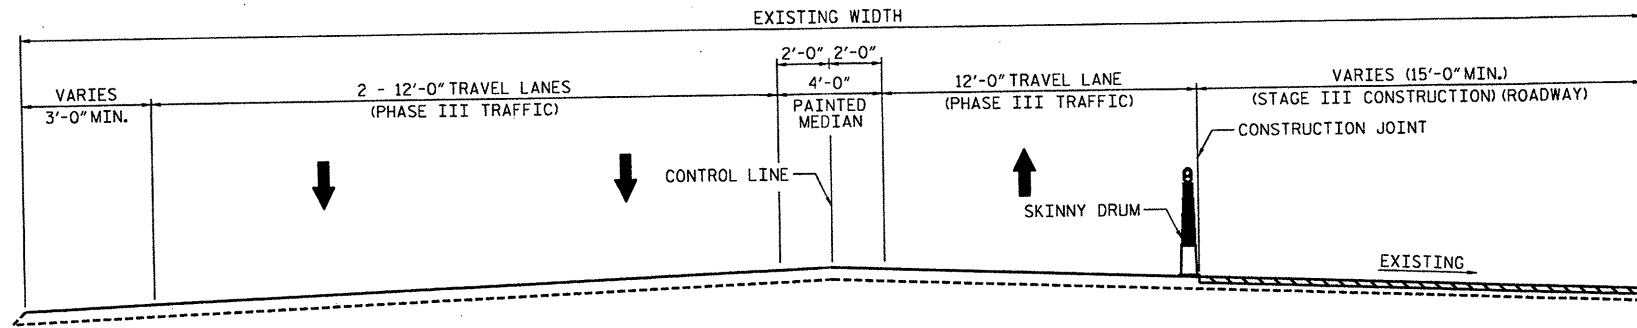 EXISTING WIDTH
2'-0" 2'-0"
VARIES
3'-0" MIN.
2 - 12'-0" TRAVEL LANES
(PHASE III TRAFFIC)
4'-0"
PAINTED
MEDIAN
12'-0" TRAVEL LANE
(PHASE III TRAFFIC)
VARIES (15'-0" MIN.)
(STAGE III CONSTRUCTION) (ROADWAY)
CONSTRUCTION JOINT
CONTROL LINE
SKINNY DRUM
EXISTING